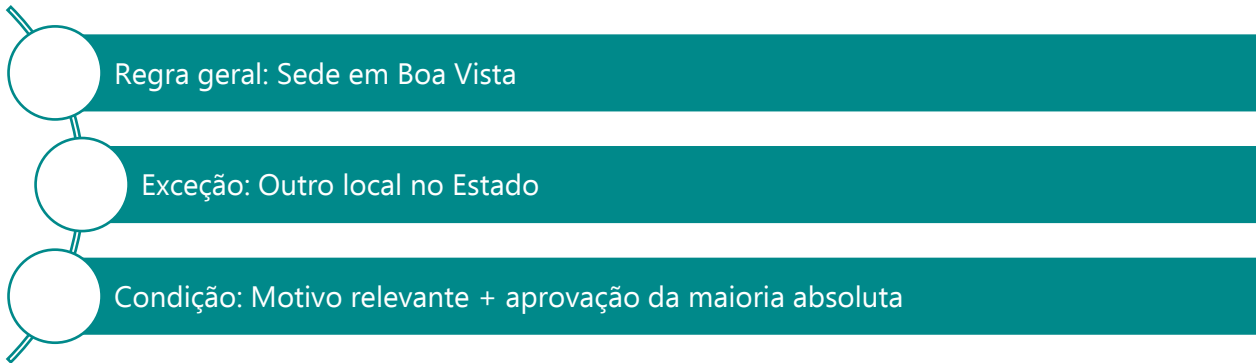 Regra geral: Sede em Boa Vista
Exceção: Outro local no Estado
Condição: Motivo relevante + aprovação da maioria absoluta